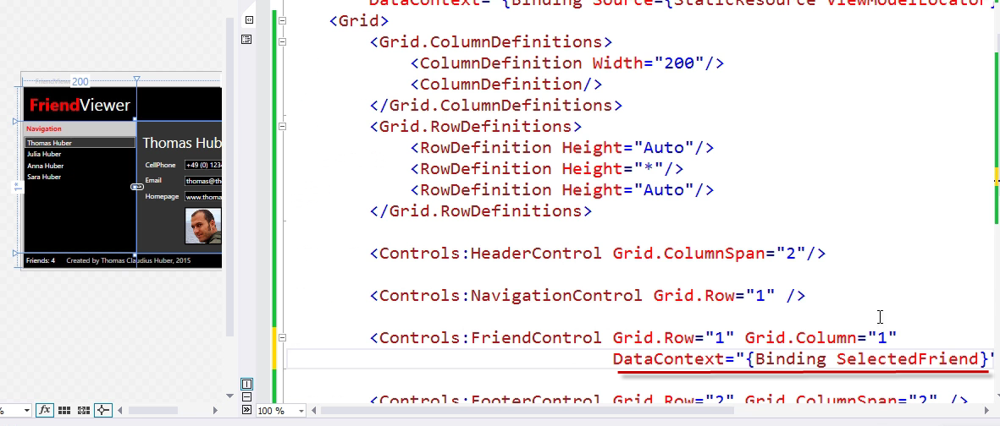 DataContext="{Binding Source={StaticResource ViewModelLocator}
<Grid>
<Grid.ColumnDefinitions>
<ColumnDefinition Width="200"/>
<ColumnDefinition/>
</Grid.ColumnDefinitions>
<Grid.RowDefinitions>
<RowDefinition Height="Auto"/>
<RowDefinition Height="*"/>
<RowDefinition Height="Auto"/>
</Grid.RowDefinitions>
<Controls:HeaderControl Grid.ColumnSpan="2"/>
<Controls:NavigationControl Grid.Row="1" />
<Controls:FriendControl Grid.Row="1" Grid.Column="1"
DataContext="{Binding SelectedFriend}"
<Controls:FooterControl Grid.Row="2" Grid.ColumnSpan="2" />
200
FriendViewer
Navigation
Thomas Huber
Julia Huber
Anna Huber
Sara Huber
Thomas Hub
CellPhone +49 (0) 1234
Email thomas@th
Homepage www.thoma
Friends: 4 Created by Thomas Claudius Huber, 2015
% fx
100 %